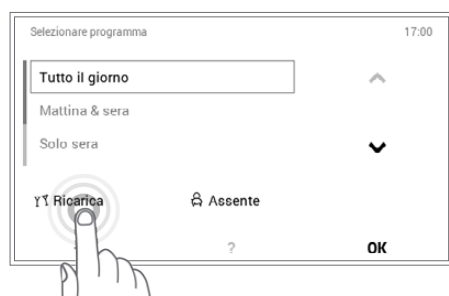 Selezionare programma 17:00
Tutto il giorno
Mattina & sera
Solo sera
Ricarica Assente
? OK